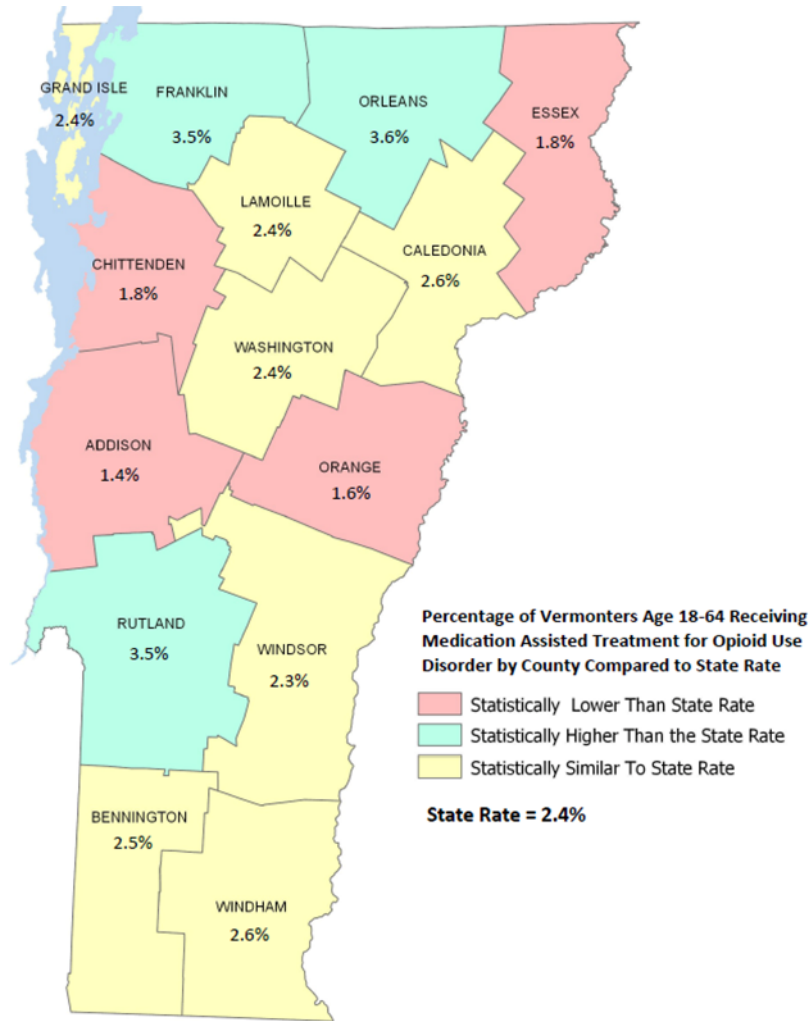 GRAND ISLE
2.4%
FRANKLIN
3.5%
ORLEANS
3.6%
ESSEX
1.8%
LAMOILLE
2.4%
CALEDONIA
2.6%
CHITTENDEN
1.8%
WASHINGTON
2.4%
ADDISON
1.4%
ORANGE
1.6%
RUTLAND
3.5%
WINDSOR
2.3%
BENNINGTON
2.5%
WINDHAM
2.6%
Percentage of Vermonters Age 18-64 Receiving
Medication Assisted Treatment for Opioid Use
Disorder by County Compared to State Rate
Statistically Lower Than State Rate
Statistically Higher Than the State Rate
Statistically Similar To State Rate
State Rate = 2.4%